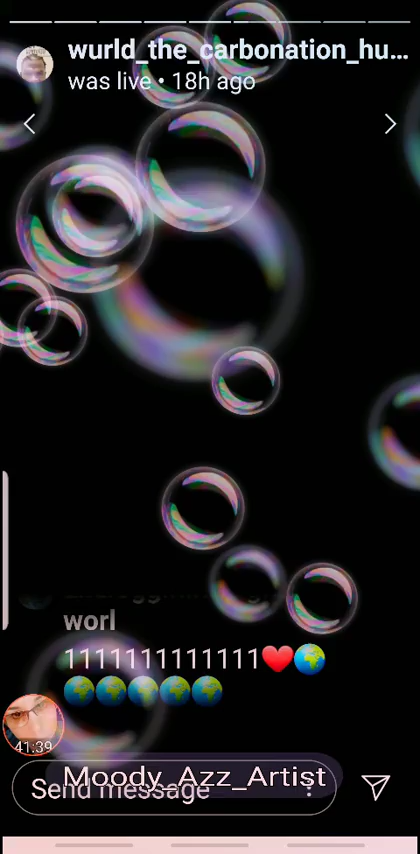 wurld_the_carbonation_hu...
was live • 18h ago
worl
1111111111111❤️🌍
🌍🌍🌍🌍🌍
41:39
Moody_Azz_Artist
Send message